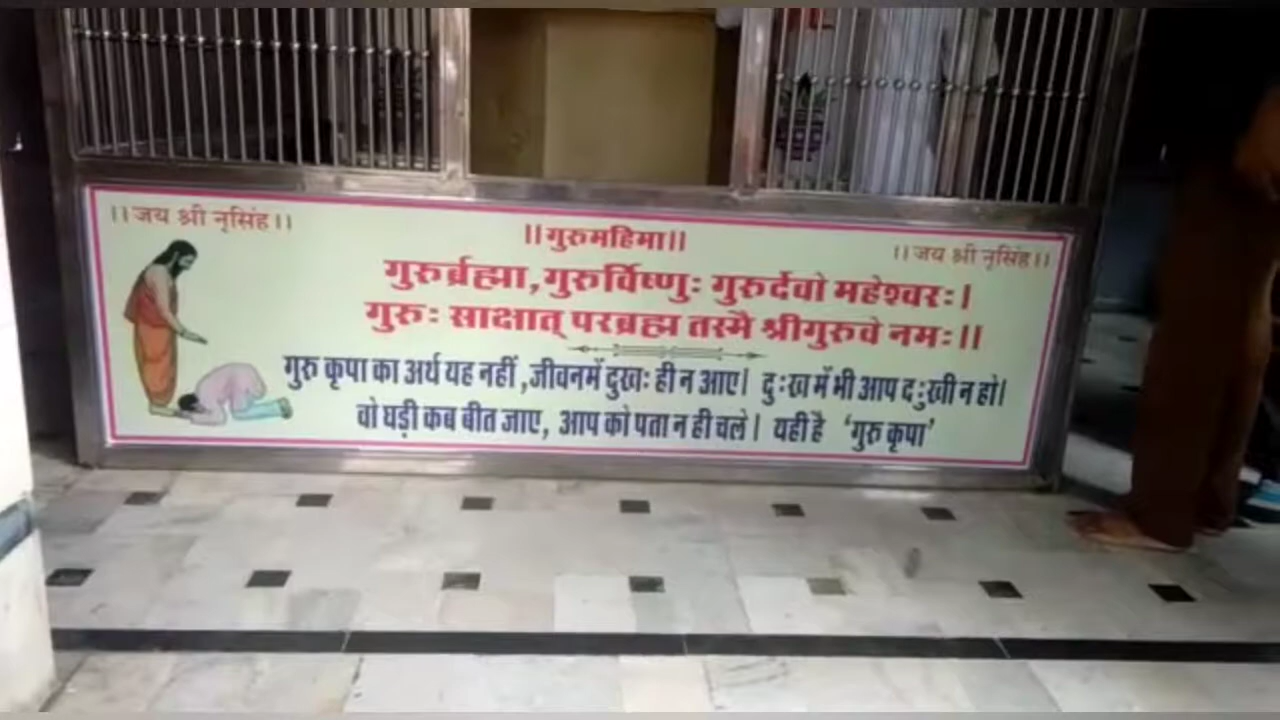 ।। जय श्री नृसिंह ।।
।। गुरुमहिमा ।।
।। जय श्री नृसिंह ।।
गुरुर्ब्रह्मा, गुरुर्विष्णुः गुरुर्देवो महेश्वरः।
गुरुः साक्षात् परब्रह्म तस्मै श्रीगुरुवे नमः।।
गुरु कृपा का अर्थ यह नहीं, जीवनमें दुखः ही न आए। दुःख में भी आप दुःखी न हो।
वो घड़ी कब बीत जाए, आप को पता न ही चले। यही है 'गुरु कृपा'